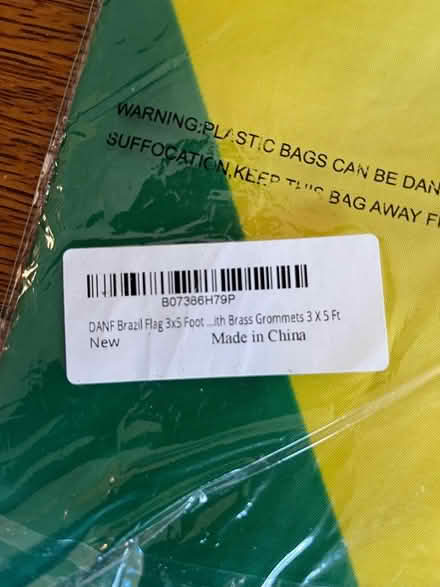 WARNING:PLASTIC BAGS CAN BE DAN
SUFFOCATION,KEEP THIS BAG AWAY F
B07386H79P
DANF Brazil Flag 3x5 Foot ...ith Brass Grommets 3 X 5 Ft
New Made in China